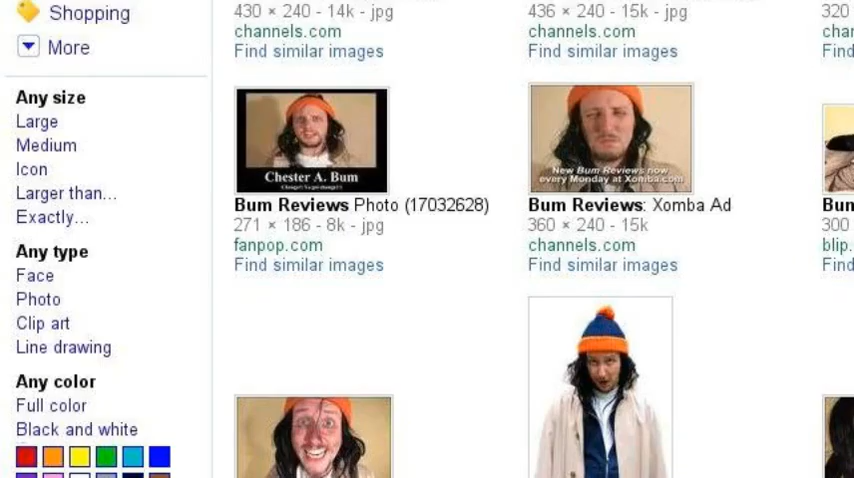 Shopping
More
Any size
Large
Medium
Icon
Larger than...
Exactly...
Any type
Face
Photo
Clip art
Line drawing
Any color
Full color
Black and white
430 × 240 - 14k - jpg
channels.com
Find similar images
436 × 240 - 15k - jpg
channels.com
Find similar images
320
chan
Find
Chester A. Bum
Bum Reviews Photo (17032628)
271 × 186 - 8k - jpg
fanpop.com
Find similar images
New Bum Reviews now
every Monday at Xomba.com
Bum Reviews: Xomba Ad
360 × 240 - 15k
channels.com
Find similar images
Bum
300
blip.
Find